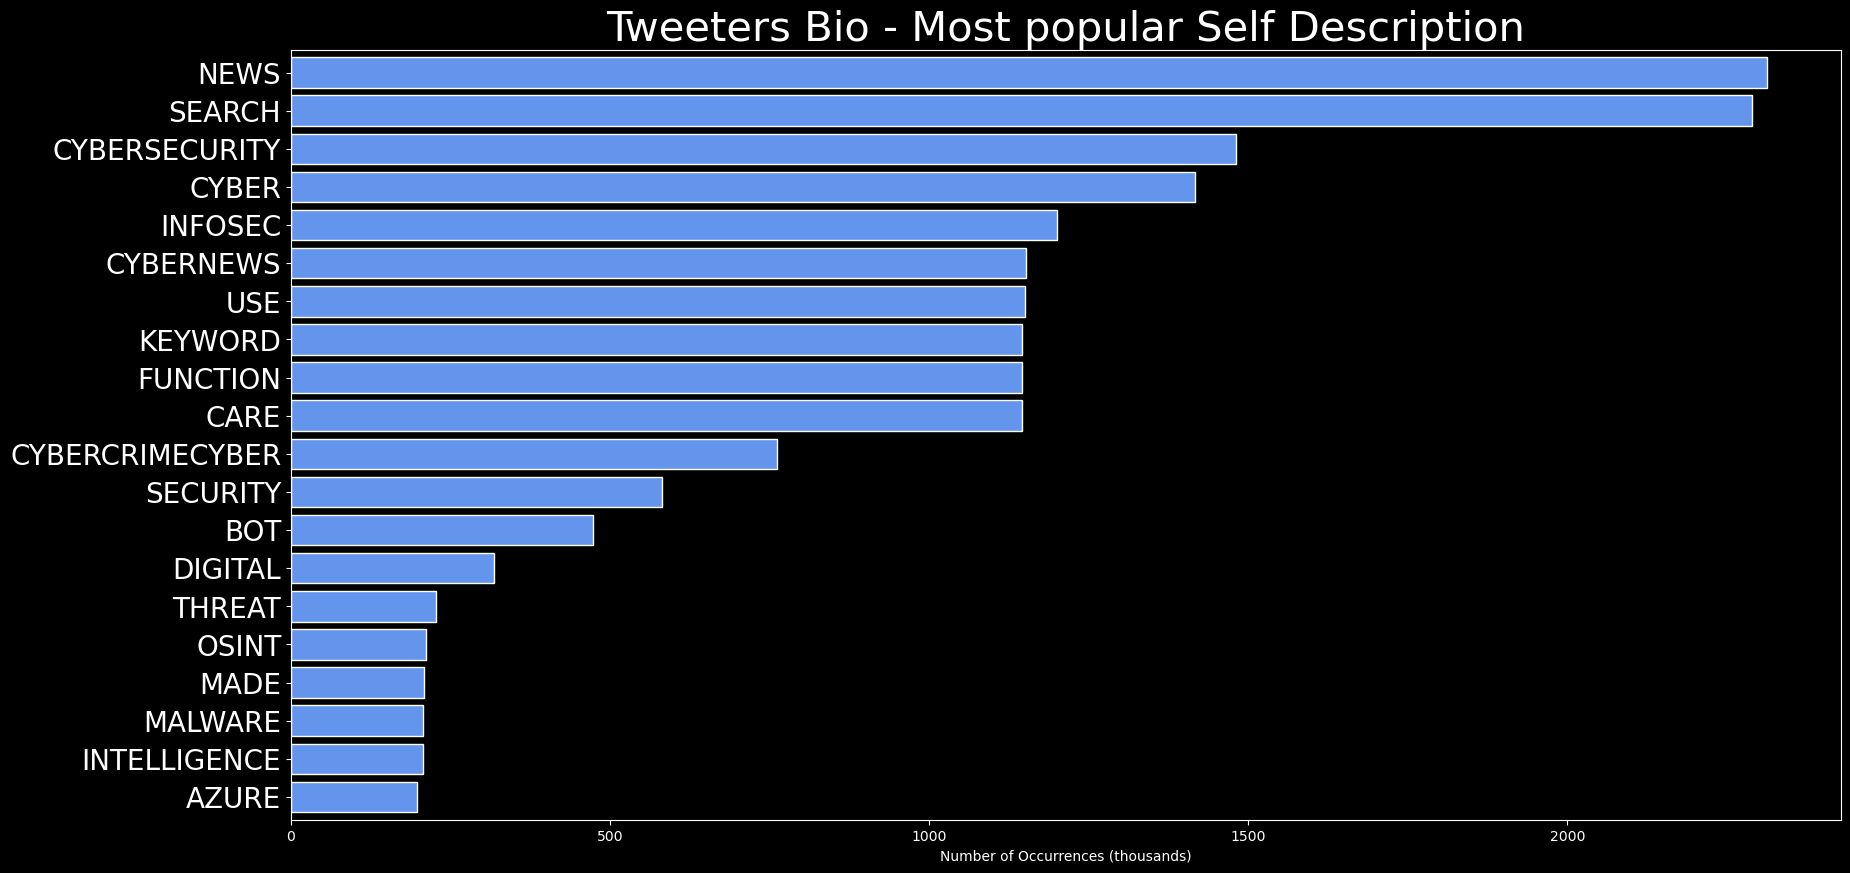 Tweeters Bio - Most popular Self Description
NEWS
SEARCH
CYBERSECURITY
CYBER
INFOSEC
CYBERNEWS
USE
KEYWORD
FUNCTION
CARE
CYBERCRIMECYBER
SECURITY
BOT
DIGITAL
THREAT
OSINT
MADE
MALWARE
INTELLIGENCE
AZURE
0 500 1000 1500 2000
Number of Occurrences (thousands)